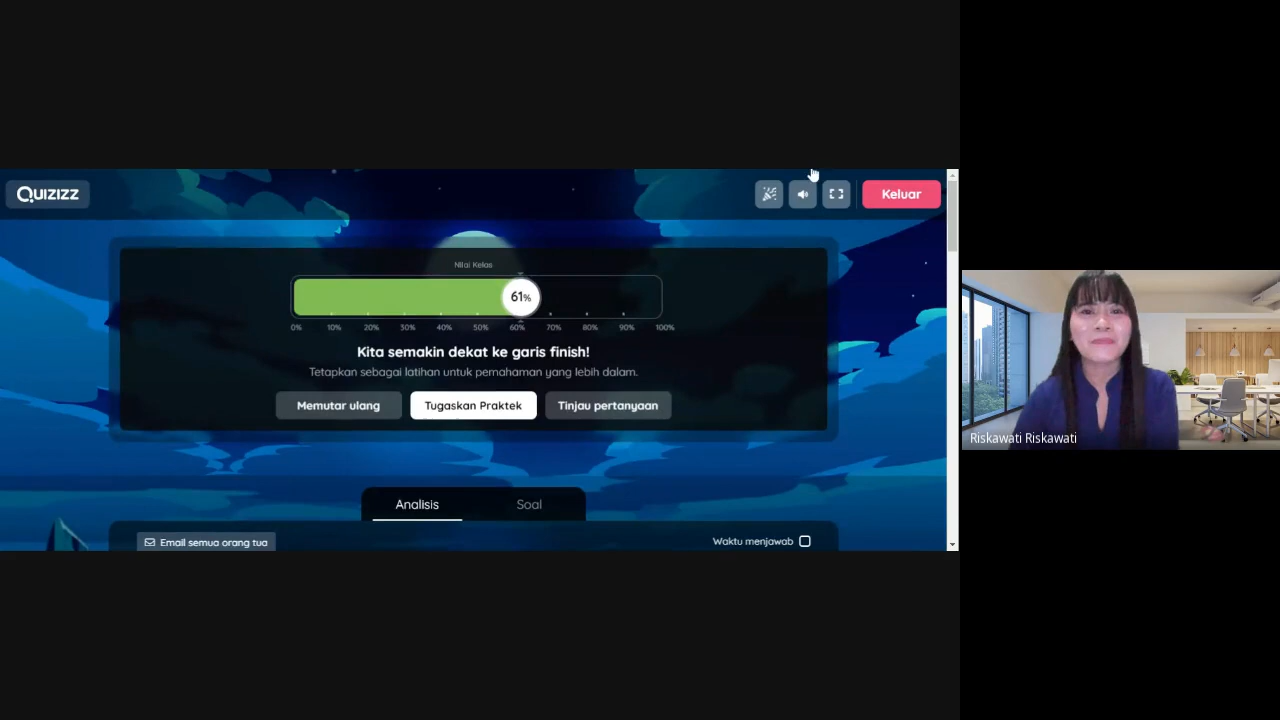 Quizizz
Keluar
Nilai Kelas
61%
0% 10% 20% 30% 40% 50% 60% 70% 80% 90% 100%
Kita semakin dekat ke garis finish!
Tetapkan sebagai latihan untuk pemahaman yang lebih dalam.
Memutar ulang Tugaskan Praktek Tinjau pertanyaan
Analisis Soal
Email semua orang tua Waktu menjawab
Riskawati Riskawati